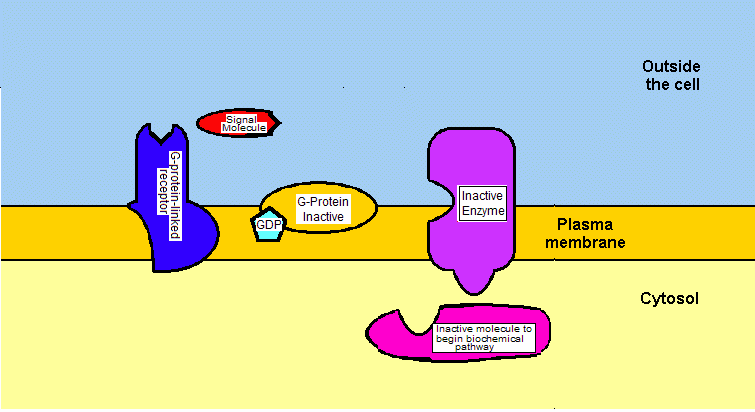 Outside
the cell
Signal
Molecule
G-protein-linked
receptor
G-Protein
Inactive
GDP
Inactive
Enzyme
Plasma
membrane
Cytosol
Inactive molecule to
begin biochemical
pathway